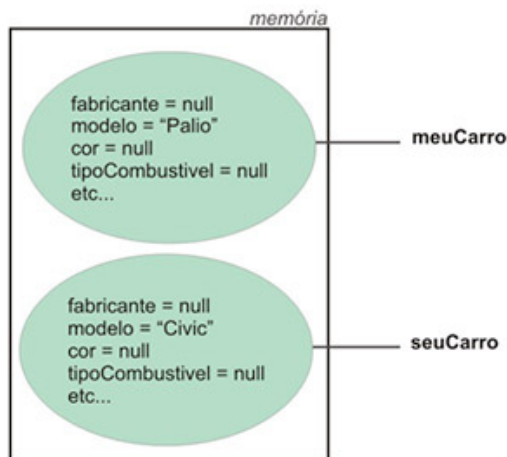 memória
fabricante = null
modelo = “Palio”
cor = null
tipoCombustivel = null
etc...
meuCarro
fabricante = null
modelo = “Civic”
cor = null
tipoCombustivel = null
etc...
seuCarro